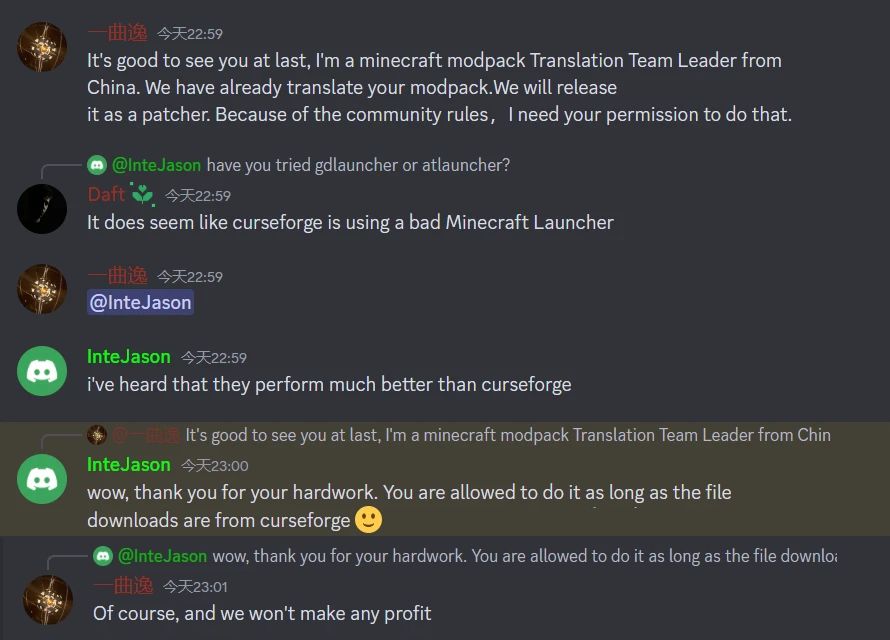 一曲逸 今天22:59
It's good to see you at last, I'm a minecraft modpack Translation Team Leader from
China. We have already translate your modpack.We will release
it as a patcher. Because of the community rules，I need your permission to do that.
@InteJason have you tried gdlauncher or atlauncher?
Daft 今天22:59
It does seem like curseforge is using a bad Minecraft Launcher
一曲逸 今天22:59
@InteJason
InteJason 今天22:59
i've heard that they perform much better than curseforge
@一曲逸 It's good to see you at last, I'm a minecraft modpack Translation Team Leader from Chin
InteJason 今天23:00
wow, thank you for your hardwork. You are allowed to do it as long as the file
downloads are from curseforge 🙂
@InteJason wow, thank you for your hardwork. You are allowed to do it as long as the file downloa
一曲逸 今天23:01
Of course, and we won't make any profit